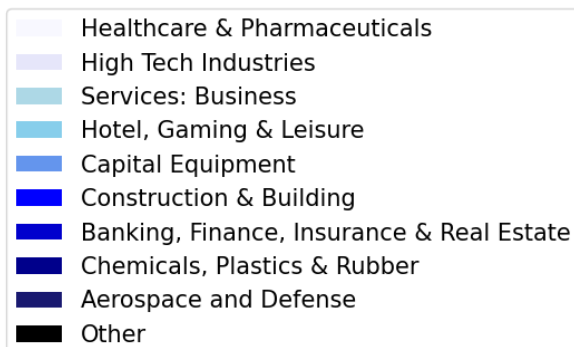 Healthcare & Pharmaceuticals
High Tech Industries
Services: Business
Hotel, Gaming & Leisure
Capital Equipment
Construction & Building
Banking, Finance, Insurance & Real Estate
Chemicals, Plastics & Rubber
Aerospace and Defense
Other